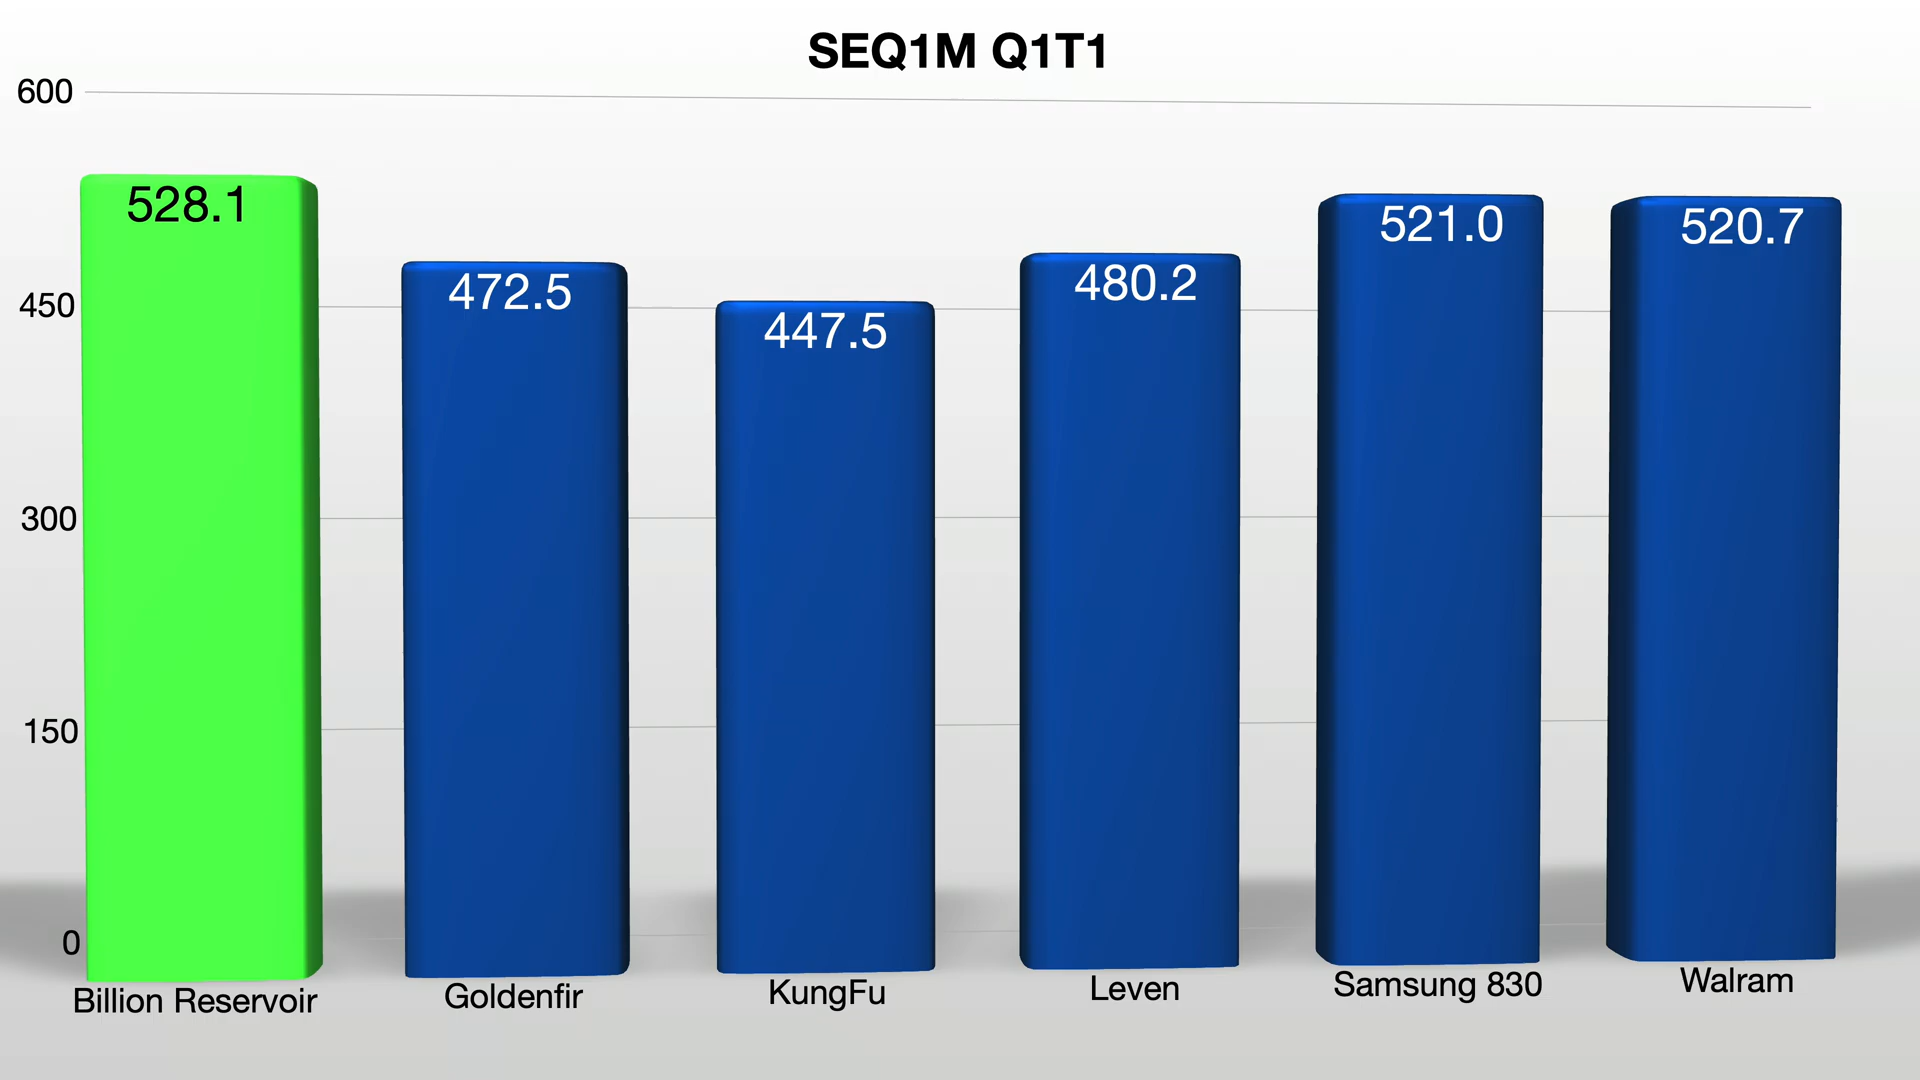 SEQ1M Q1T1
600
450
300
150
0
528.1
472.5
447.5
480.2
521.0
520.7
Billion Reservoir
Goldenfir
KungFu
Leven
Samsung 830
Walram